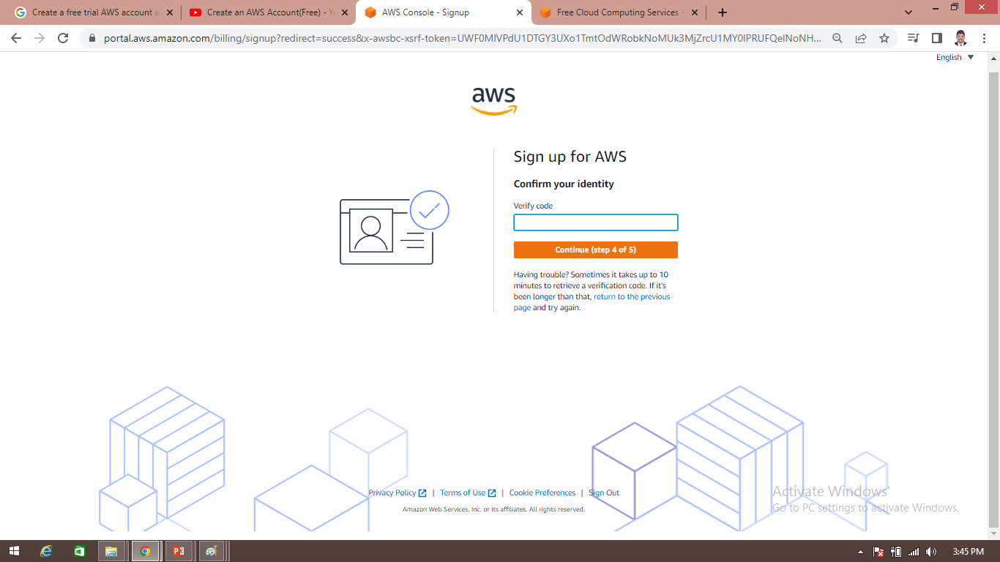 Create a free trial AWS account a
Create an AWS Account(Free) - Y
AWS Console - Signup
Free Cloud Computing Services -
portal.aws.amazon.com/billing/signup?redirect=success&x-awsbc-xsrf-token=UWF0MlVPdU1DTGY3UXo1TmtOdWRobkNoMUk3MjZrcU1MY0lPRUFQelNoNH...
English
aws
Sign up for AWS
Confirm your identity
Verify code
Continue (step 4 of 5)
Having trouble? Sometimes it takes up to 10
minutes to retrieve a verification code. If it's
been longer than that, return to the previous
page and try again.
Privacy Policy | Terms of Use | Cookie Preferences | Sign Out
Amazon Web Services, Inc. or its affiliates. All rights reserved.
Activate Windows
Go to PC settings to activate Windows.
3:45 PM